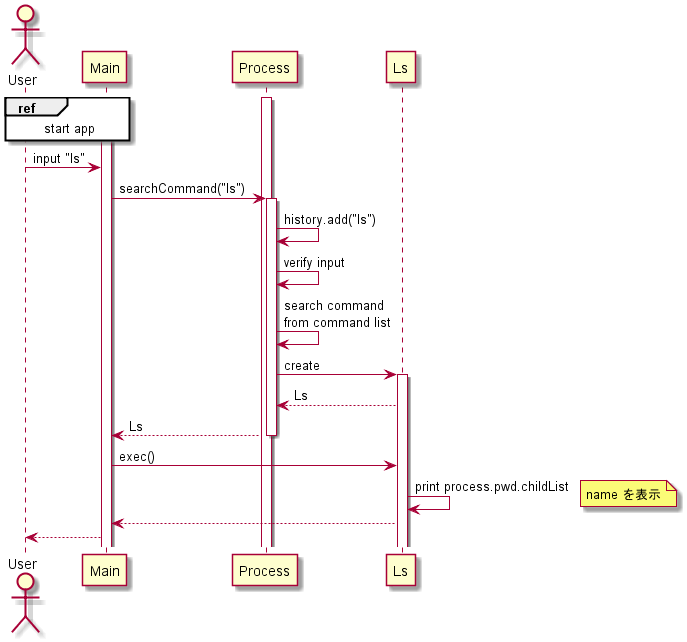 User
Main
Process
Ls
ref
start app
input "ls"
searchCommand("ls")
history.add("ls")
verify input
search command
from command list
create
Ls
Ls
exec()
print process.pwd.childList
name を表示
User
Main
Process
Ls